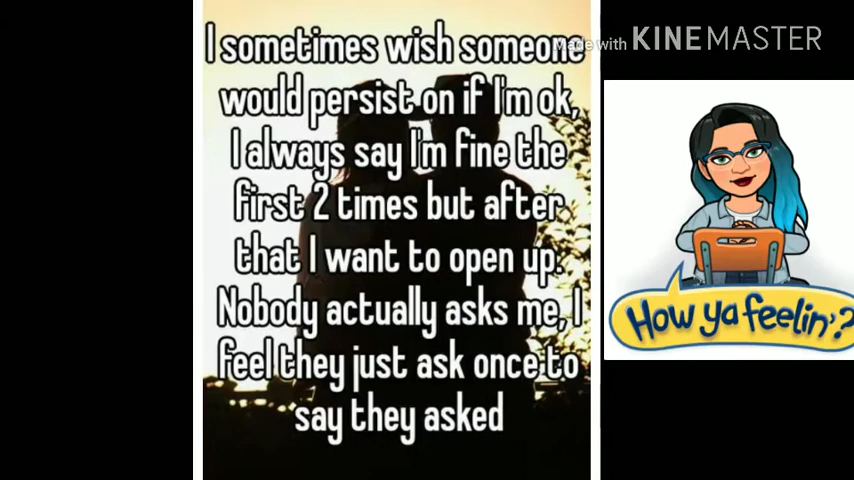 I sometimes wish someone
would persist on if I'm ok,
I always say I'm fine the
first 2 times but after
that I want to open up.
Nobody actually asks me, I
feel they just ask once to
say they asked
Made with KINEMASTER
How ya feelin'?